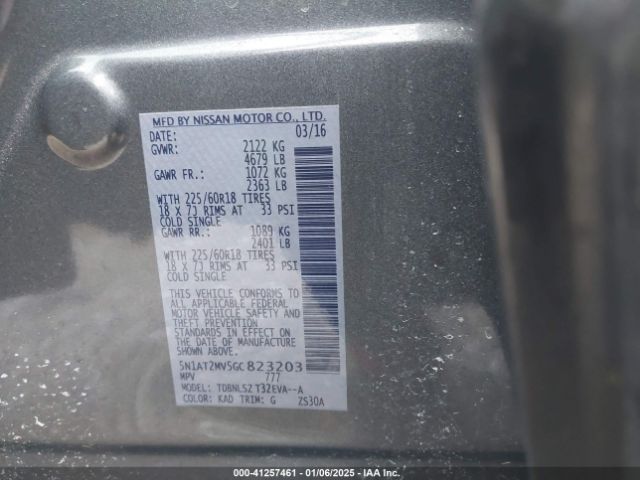 MFD BY NISSAN MOTOR CO., LTD.
DATE: 03/16
GVWR: 2122 KG
4679 LB
GAWR FR.: 1072 KG
2363 LB
WITH 225/60R18 TIRES
18 X 7J RIMS AT 33 PSI
COLD SINGLE
GAWR RR.: 1089 KG
2401 LB
WITH 225/60R18 TIRES
18 X 7J RIMS AT 33 PSI
COLD SINGLE
THIS VEHICLE CONFORMS TO
ALL APPLICABLE FEDERAL
MOTOR VEHICLE SAFETY AND
THEFT PREVENTION
STANDARDS IN EFFECT ON
THE DATE OF MANUFACTURE
SHOWN ABOVE.
5N1AT2MV5GC 823203
MPV 777
MODEL: TDBNLSZ T32EVA--A
COLOR: KAD TRIM: G ZS30A
000-41257461 - 01/06/2025 - IAA Inc.